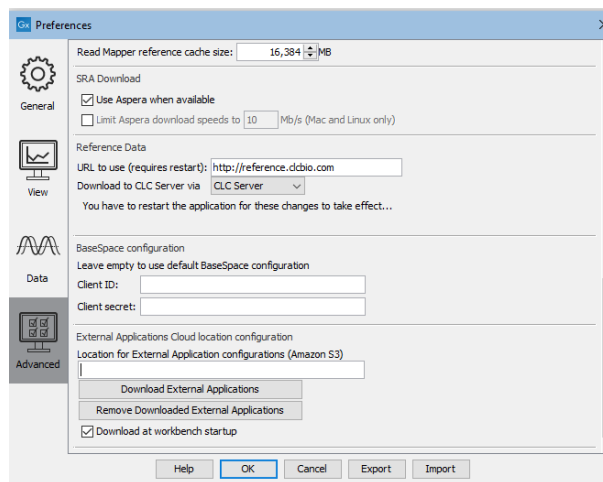 Gx Preferences
General
View
Data
Advanced
Read Mapper reference cache size: 16,384 MB
SRA Download
Use Aspera when available
Limit Aspera download speeds to 10 Mb/s (Mac and Linux only)
Reference Data
URL to use (requires restart): http://reference.clcbio.com
Download to CLC Server via CLC Server
You have to restart the application for these changes to take effect...
BaseSpace configuration
Leave empty to use default BaseSpace configuration
Client ID:
Client secret:
External Applications Cloud location configuration
Location for External Application configurations (Amazon S3)
Download External Applications
Remove Downloaded External Applications
Download at workbench startup
Help OK Cancel Export Import